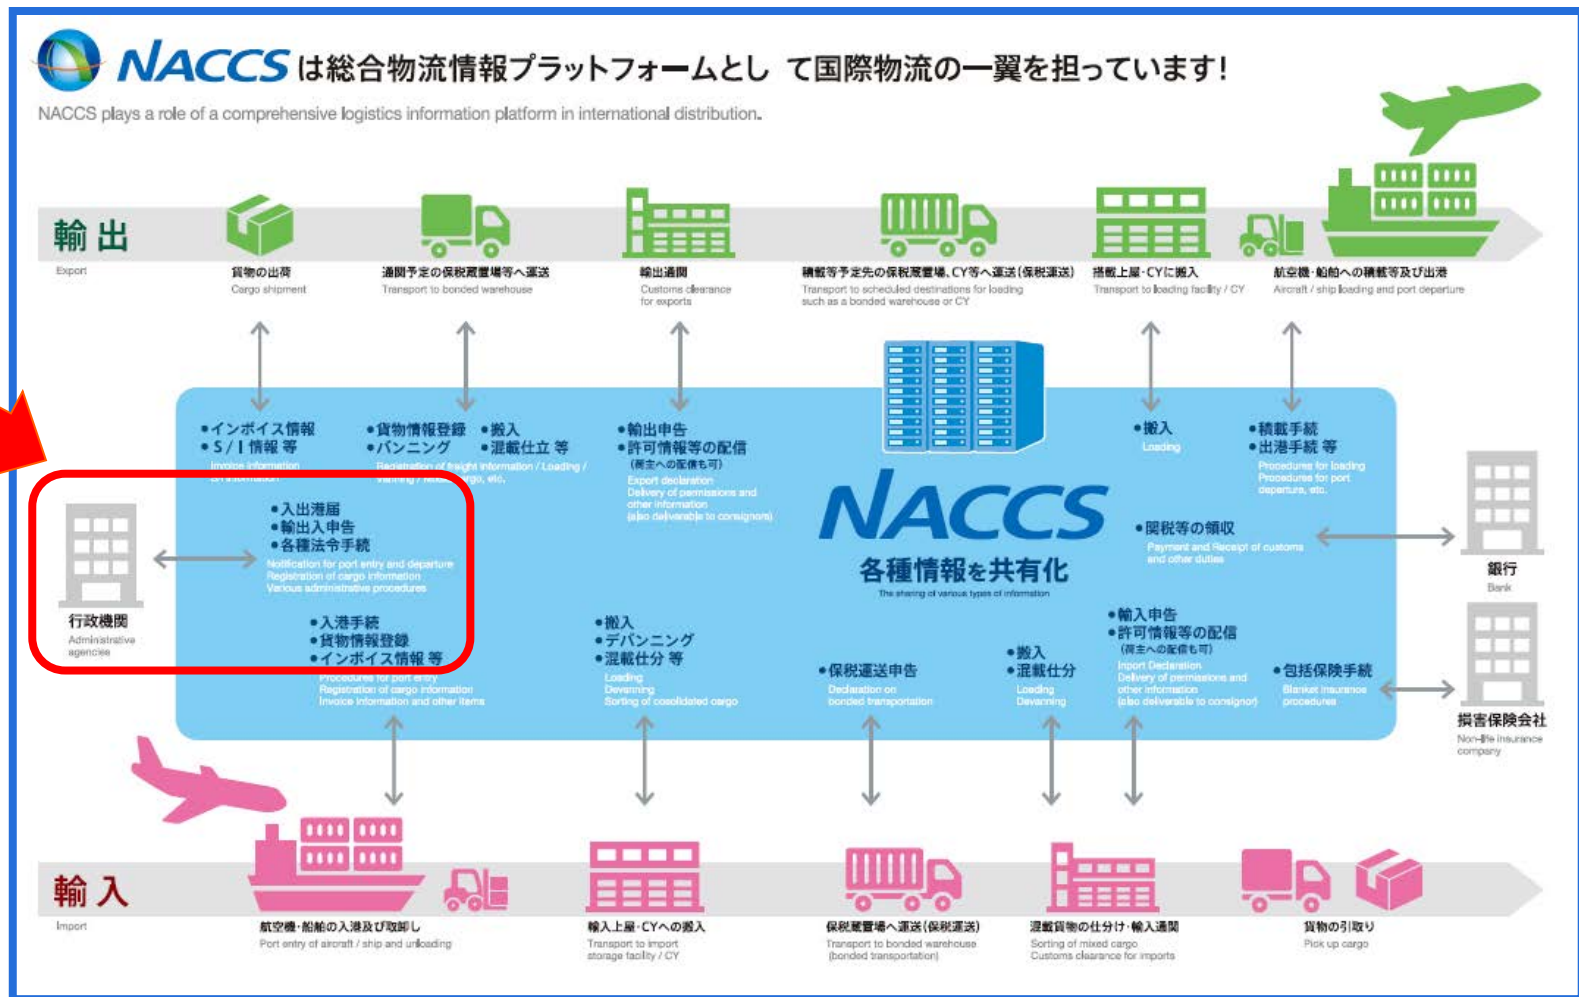 NACCS は総合物流情報プラットフォームとし て国際物流の一翼を担っています!
NACCS plays a role of a comprehensive logistics information platform in international distribution.
輸出
Export
貨物の出荷
Cargo shipment
通関予定の保税蔵置場等へ運送
Transport to bonded warehouse
輸出通関
Customs clearance
for exports
積載等予定先の保税蔵置場、CY等へ運送(保税運送)
Transport to scheduled destinations for loading
such as a bonded warehouse or CY
搭載上屋・CYに搬入
Transport to loading facility / CY
航空機・船舶への積載等及び出港
Aircraft / ship loading and port departure
●インボイス情報
●S/I 情報 等
Invoice information
●貨物情報登録 ●搬入
●バンニング ●混載仕立 等
Registration of freight information / Loading /
●輸出申告
●許可情報等の配信
(荷主への配信も可)
Export declaration
Delivery of permissions and
other information
(also deliverable to consignors)
●搬入
Loading
●積載手続
●出港手続 等
Procedures for loading
Procedures for port
departure, etc.
●入出港届
●輸出入申告
●各種法令手続
Notification for port entry and departure
Registration of cargo information
Various administrative procedures
行政機関
Administrative
agencies
NACCS
各種情報を共有化
The sharing of various types of information
●関税等の領収
Payment and Receipt of customs
and other duties
銀行
Bank
●入港手続
●貨物情報登録
●インボイス情報 等
Procedures for port entry
Registration of cargo information
Invoice information and other items
●搬入
●デバンニング
●混載仕分 等
Loading
Devanning
Sorting of cosolidated cargo
●保税運送申告
Declaration on
bonded transportation
●搬入
●混載仕分
Loading
Devanning
●輸入申告
●許可情報等の配信
(荷主への配信も可)
Inport Declaration
Delivery of permissions and
other information
(also deliverable to consignor)
●包括保険手続
Blanket insurance
procedures
損害保険会社
Non-life insurance
company
輸入
Import
航空機・船舶の入港及び取卸し
Port entry of aircraft / ship and unloading
輸入上屋・CYへの搬入
Transport to import
storage facility / CY
保税蔵置場へ運送(保税運送)
Transport to bonded warehouse
(bonded transportation)
混載貨物の仕分け・輸入通関
Sorting of mixed cargo
Customs clearance for imports
貨物の引取り
Pick up cargo